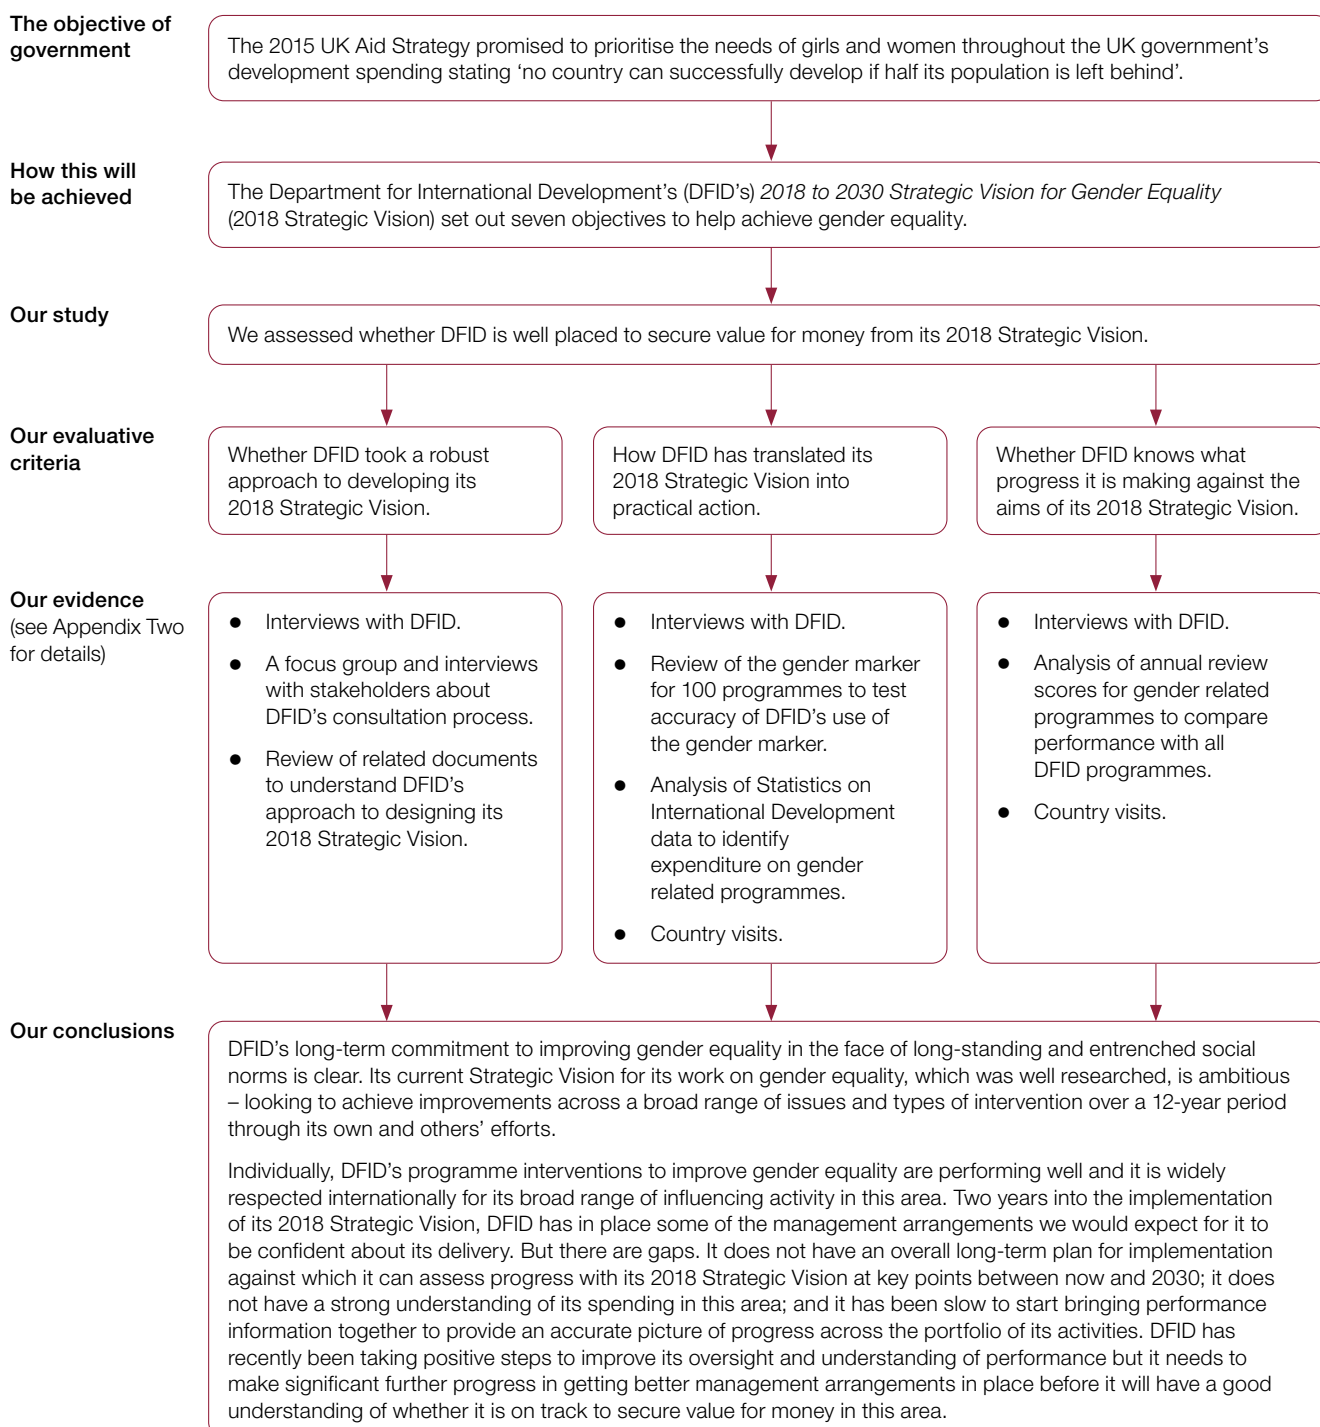 The objective of
government
The 2015 UK Aid Strategy promised to prioritise the needs of girls and women throughout the UK government’s
development spending stating ‘no country can successfully develop if half its population is left behind’.
How this will
be achieved
The Department for International Development’s (DFID’s) 2018 to 2030 Strategic Vision for Gender Equality
(2018 Strategic Vision) set out seven objectives to help achieve gender equality.
Our study
We assessed whether DFID is well placed to secure value for money from its 2018 Strategic Vision.
Our evaluative
criteria
Whether DFID took a robust
approach to developing its
2018 Strategic Vision.
How DFID has translated its
2018 Strategic Vision into
practical action.
Whether DFID knows what
progress it is making against the
aims of its 2018 Strategic Vision.
Our evidence
(see Appendix Two
for details)
● Interviews with DFID.
● A focus group and interviews
with stakeholders about
DFID’s consultation process.
● Review of related documents
to understand DFID’s
approach to designing its
2018 Strategic Vision.
● Interviews with DFID.
● Review of the gender marker
for 100 programmes to test
accuracy of DFID’s use of
the gender marker.
● Analysis of Statistics on
International Development
data to identify
expenditure on gender
related programmes.
● Country visits.
● Interviews with DFID.
● Analysis of annual review
scores for gender related
programmes to compare
performance with all
DFID programmes.
● Country visits.
Our conclusions
DFID’s long-term commitment to improving gender equality in the face of long-standing and entrenched social
norms is clear. Its current Strategic Vision for its work on gender equality, which was well researched, is ambitious
– looking to achieve improvements across a broad range of issues and types of intervention over a 12-year period
through its own and others’ efforts.
Individually, DFID’s programme interventions to improve gender equality are performing well and it is widely
respected internationally for its broad range of influencing activity in this area. Two years into the implementation
of its 2018 Strategic Vision, DFID has in place some of the management arrangements we would expect for it to
be confident about its delivery. But there are gaps. It does not have an overall long-term plan for implementation
against which it can assess progress with its 2018 Strategic Vision at key points between now and 2030; it does
not have a strong understanding of its spending in this area; and it has been slow to start bringing performance
information together to provide an accurate picture of progress across the portfolio of its activities. DFID has
recently been taking positive steps to improve its oversight and understanding of performance but it needs to
make significant further progress in getting better management arrangements in place before it will have a good
understanding of whether it is on track to secure value for money in this area.